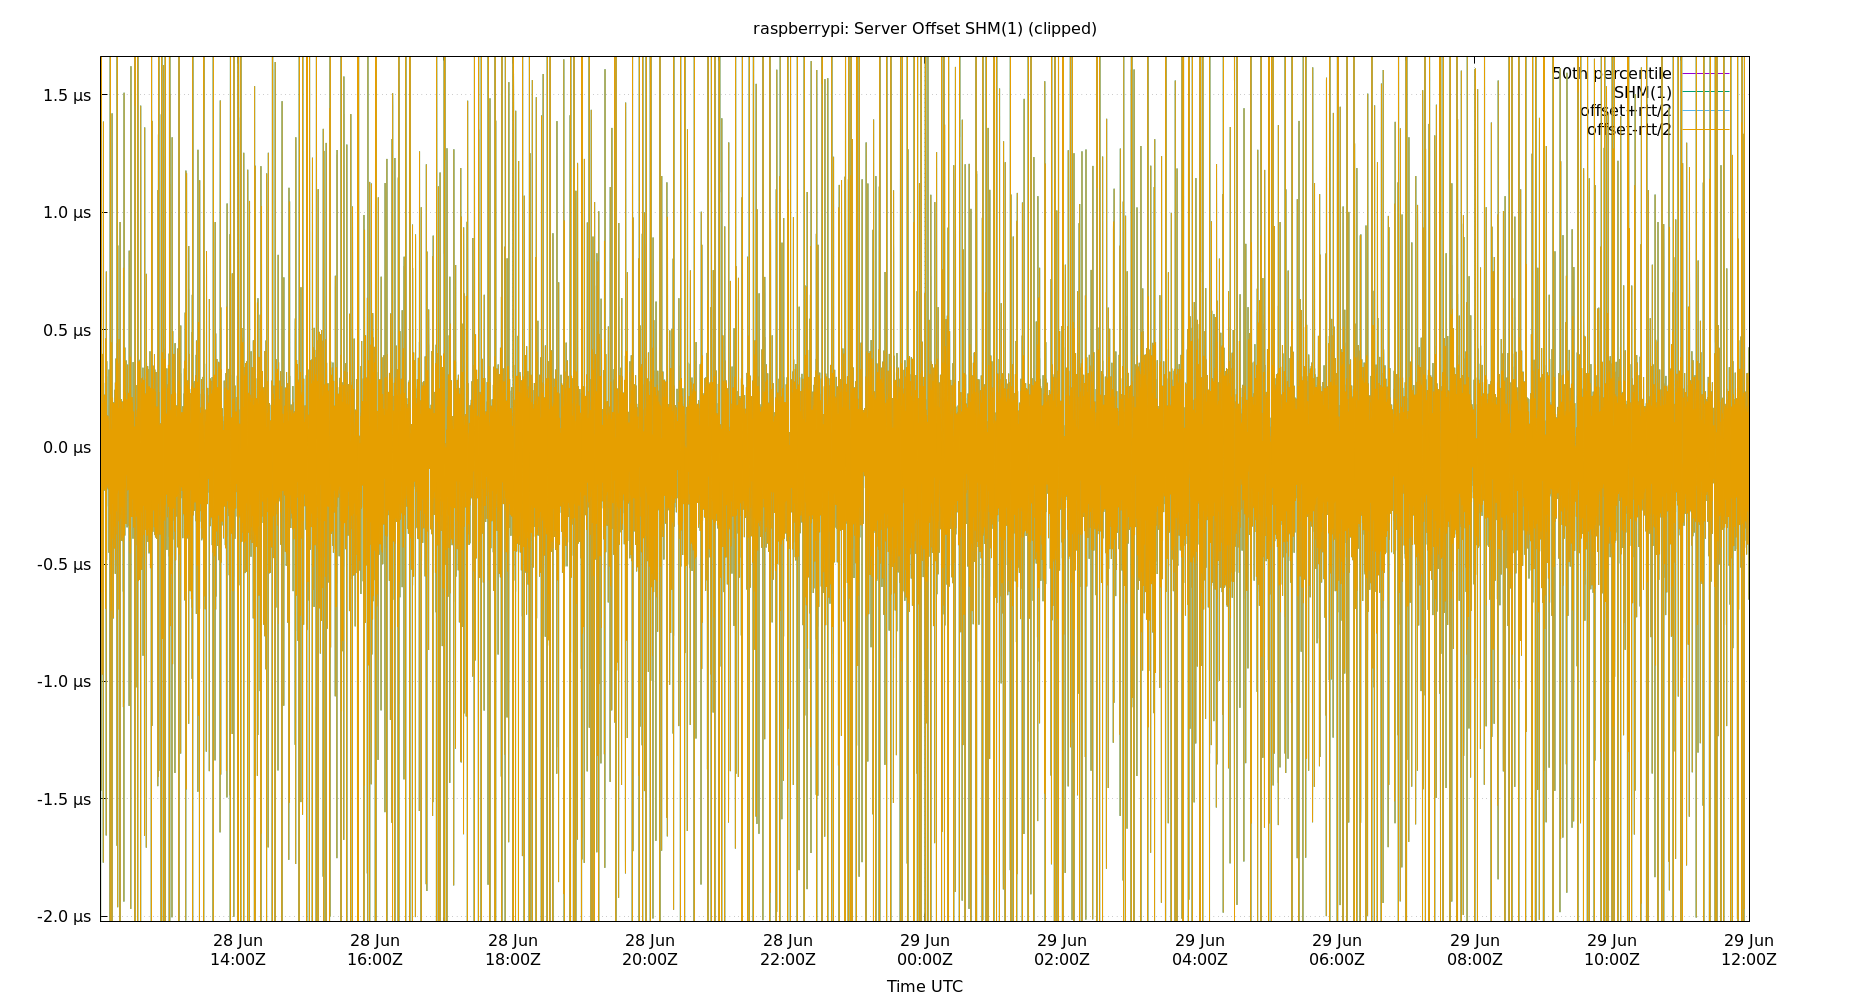 raspberrypi: Server Offset SHM(1) (clipped)
50th percentile
SHM(1)
offset+rtt/2
offset-rtt/2
1.5 µs
1.0 µs
0.5 µs
0.0 µs
-0.5 µs
-1.0 µs
-1.5 µs
-2.0 µs
28 Jun 28 Jun 28 Jun 28 Jun 28 Jun 29 Jun 29 Jun 29 Jun 29 Jun 29 Jun 29 Jun 29 Jun
14:00Z 16:00Z 18:00Z 20:00Z 22:00Z 00:00Z 02:00Z 04:00Z 06:00Z 08:00Z 10:00Z 12:00Z
Time UTC